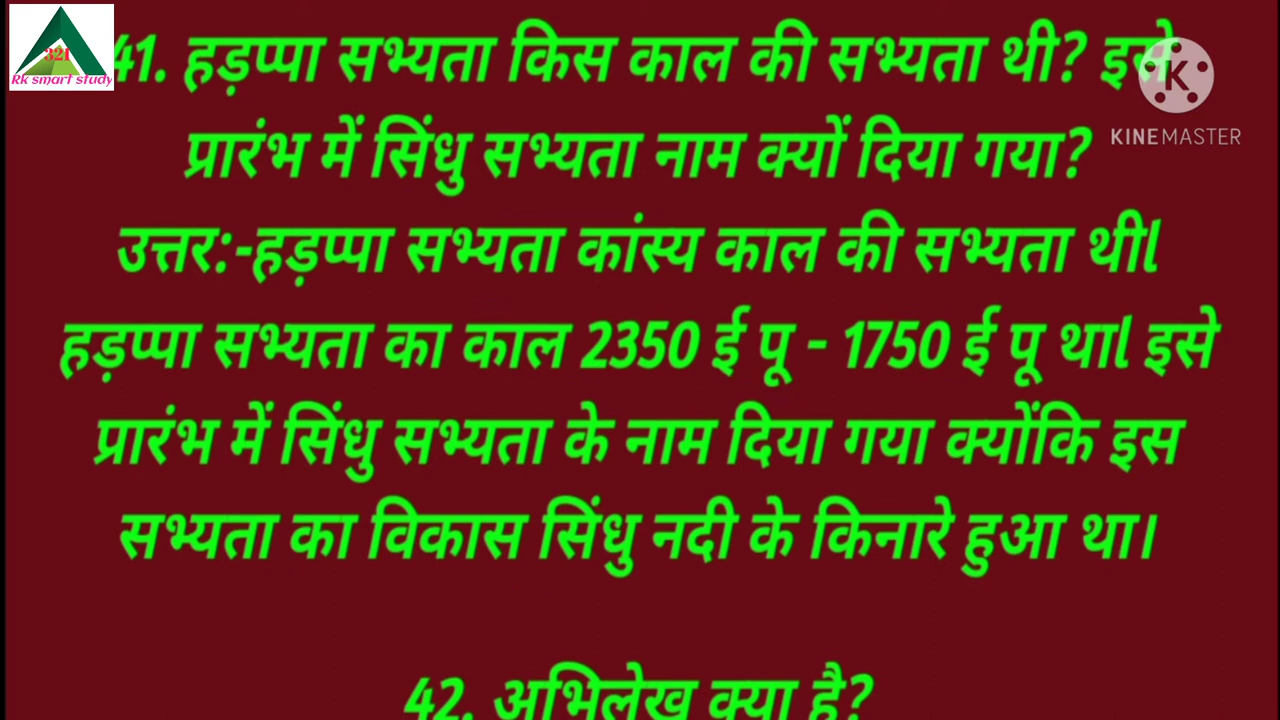 321
RK smart study
41. हड़प्पा सभ्यता किस काल की सभ्यता थी? इसे
KINEMASTER
प्रारंभ में सिंधु सभ्यता नाम क्यों दिया गया?
उत्तर:-हड़प्पा सभ्यता कांस्य काल की सभ्यता थीl
हड़प्पा सभ्यता का काल 2350 ई पू - 1750 ई पू थाl इसे
प्रारंभ में सिंधु सभ्यता के नाम दिया गया क्योंकि इस
सभ्यता का विकास सिंधु नदी के किनारे हुआ था।
42. अभिलेख क्या है?